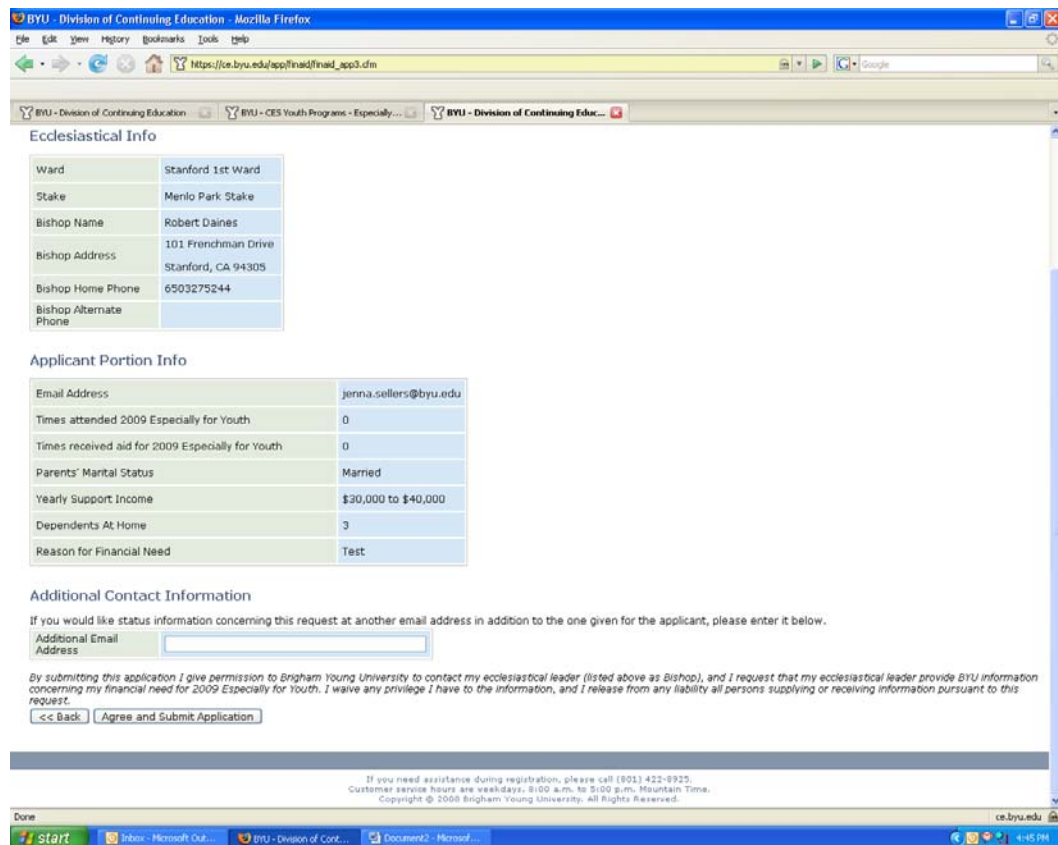 BYU - Division of Continuing Education - Mozilla Firefox
File Edit View History Bookmarks Tools Help
https://ce.byu.edu/app/finaid/finaid_app3.cfm
Google
BYU - Division of Continuing Education
BYU - CES Youth Programs - Especially...
BYU - Division of Continuing Educ...
Ecclesiastical Info
Ward Stanford 1st Ward
Stake Menlo Park Stake
Bishop Name Robert Daines
Bishop Address 101 Frenchman Drive
Stanford, CA 94305
Bishop Home Phone 6503275244
Bishop Alternate
Phone
Applicant Portion Info
Email Address jenna.sellers@byu.edu
Times attended 2009 Especially for Youth 0
Times received aid for 2009 Especially for Youth 0
Parents' Marital Status Married
Yearly Support Income $30,000 to $40,000
Dependents At Home 3
Reason for Financial Need Test
Additional Contact Information
If you would like status information concerning this request at another email address in addition to the one given for the applicant, please enter it below.
Additional Email
Address
By submitting this application I give permission to Brigham Young University to contact my ecclesiastical leader (listed above as Bishop), and I request that my ecclesiastical leader provide BYU information
concerning my financial need for 2009 Especially for Youth. I waive any privilege I have to the information, and I release from any liability all persons supplying or receiving information pursuant to this
request.
<< Back Agree and Submit Application
If you need assistance during registration, please call (801) 422-8925.
Customer service hours are weekdays, 8:00 a.m. to 5:00 p.m. Mountain Time.
Copyright © 2008 Brigham Young University. All Rights Reserved.
Done ce.byu.edu
start Inbox - Microsoft Out... BYU - Division of Cont... Document2 - Microsof... 4:45 PM